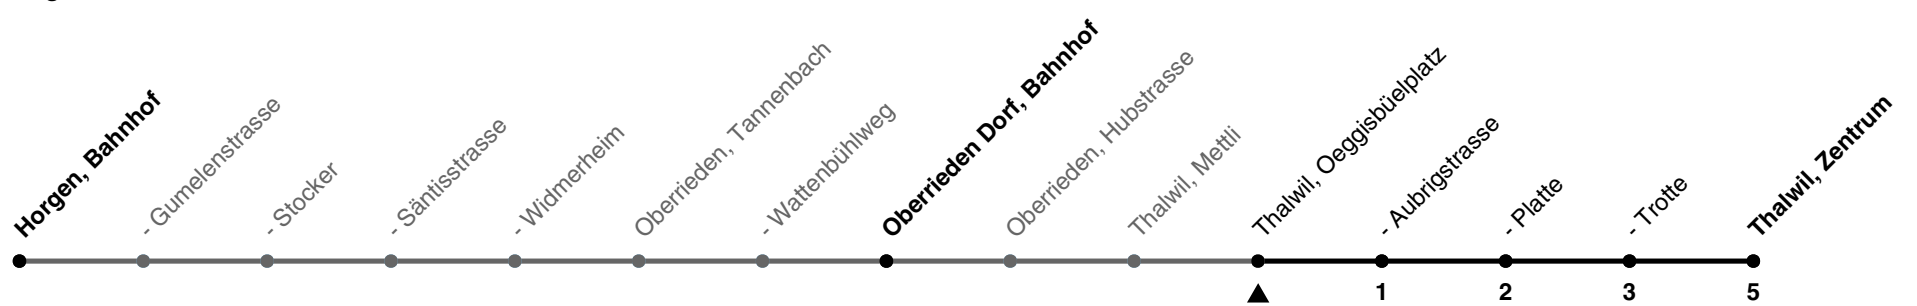 Horgen, Bahnhof
- Gumelenstrasse
- Stocker
- Säntisstrasse
- Widmerheim
Oberrieden, Tannenbach
- Wattenbühlweg
Oberrieden Dorf, Bahnhof
Oberrieden, Hubstrasse
Thalwil, Mettli
Thalwil, Oeggisbüelplatz
- Aubrigstrasse
- Platte
- Trotte
Thalwil, Zentrum
1 2 3 5